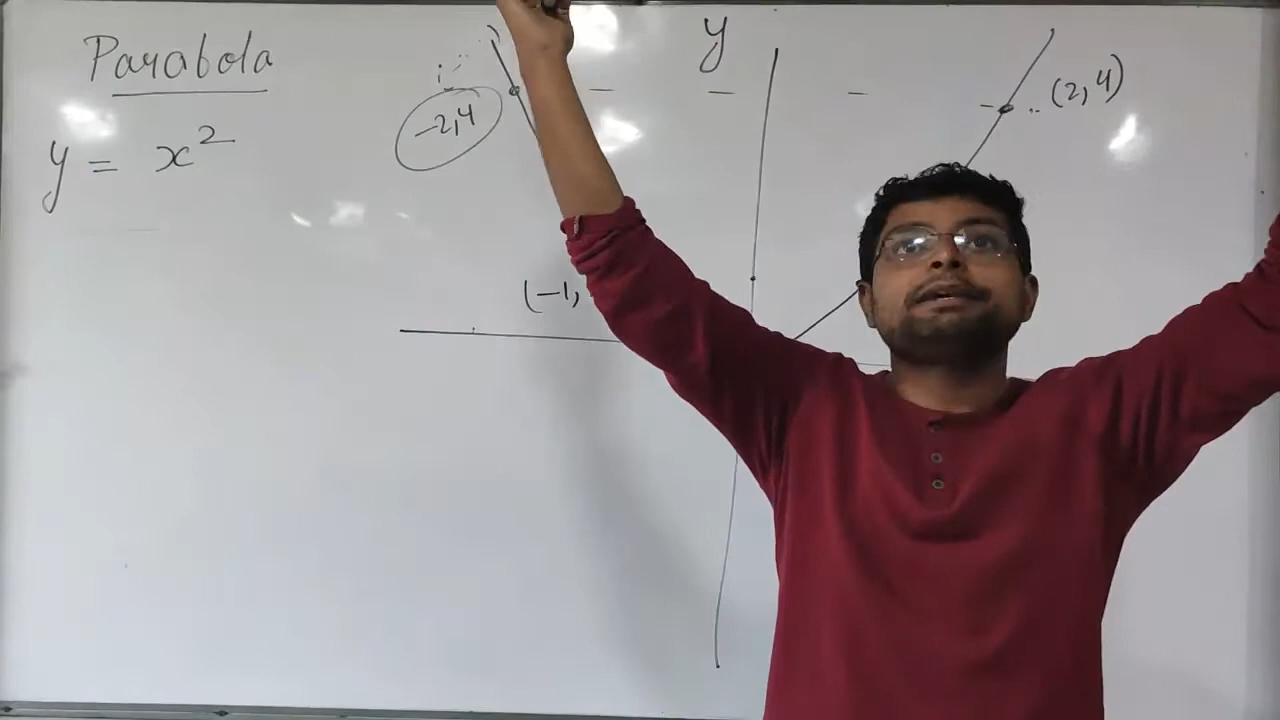 Parabola
y = x²
y
-2,4
(2,4)
(-1,